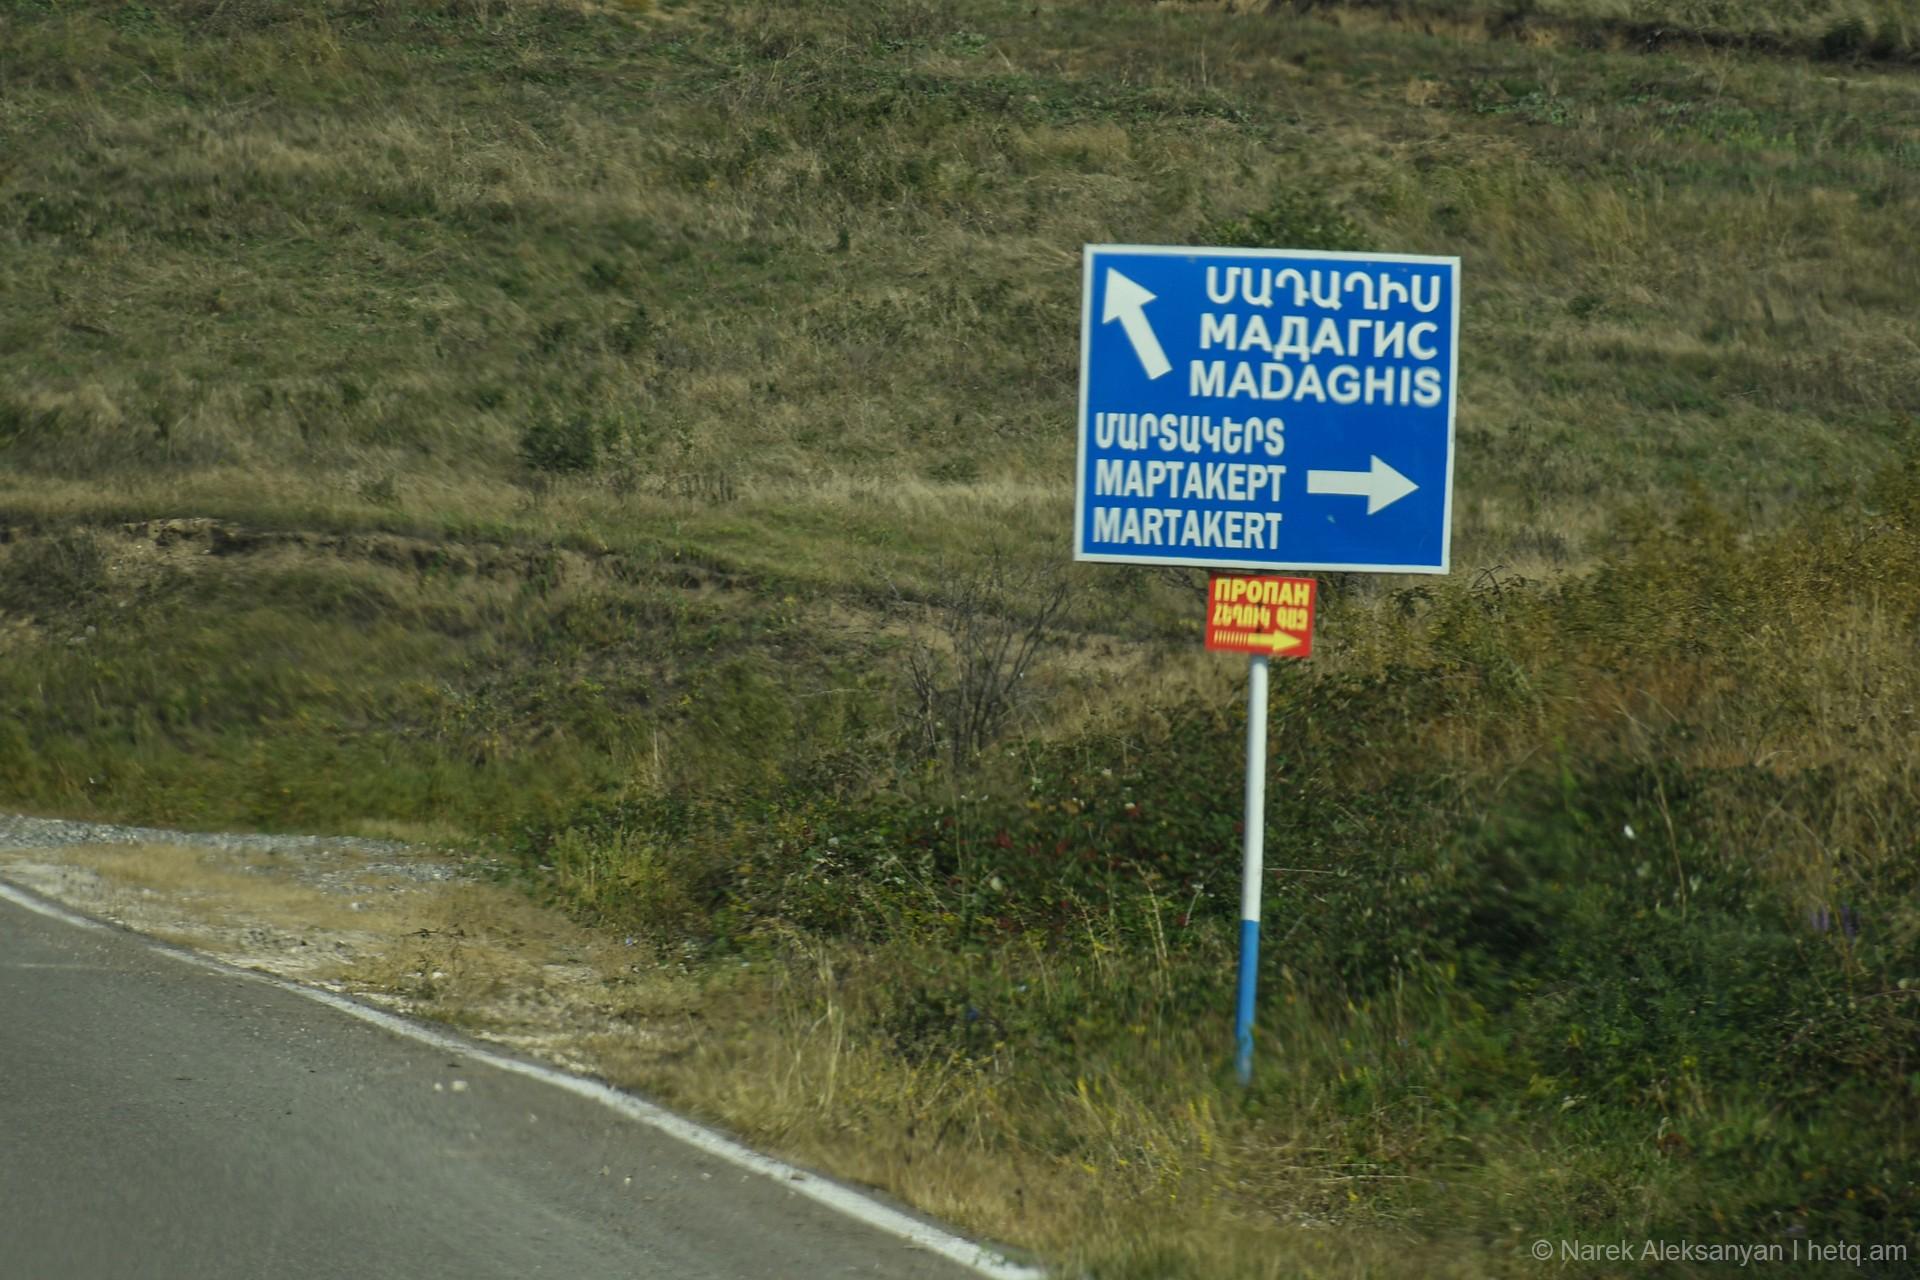 ՄԱԴԱՂԻՍ
МАДАГИС
MADAGHIS
ՄԱՐՏԱԿԵՐՏ
МАРТАКЕРТ
MARTAKERT
ПРОПАН
ՀԵՂՈՒԿ ԳԱԶ
© Narek Aleksanyan I hetq.am